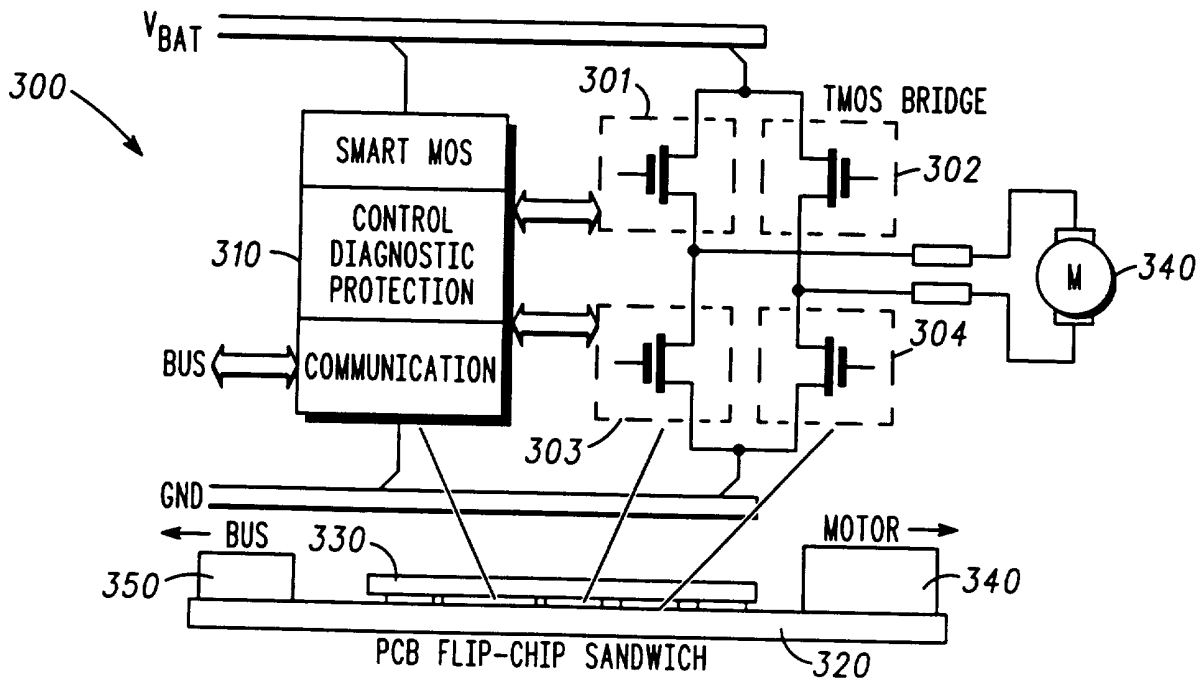 VBAT
300
301
TMOS BRIDGE
SMART MOS
302
CONTROL
DIAGNOSTIC
PROTECTION
310
M
340
304
BUS
COMMUNICATION
303
GND
BUS
330
MOTOR
350
340
PCB FLIP-CHIP SANDWICH
320